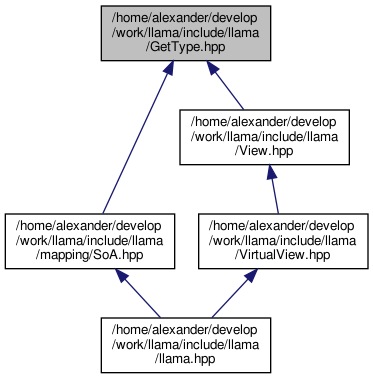 /home/alexander/develop
/work/llama/include/llama
/GetType.hpp
/home/alexander/develop
/work/llama/include/llama
/View.hpp
/home/alexander/develop
/work/llama/include/llama
/mapping/SoA.hpp
/home/alexander/develop
/work/llama/include/llama
/VirtualView.hpp
/home/alexander/develop
/work/llama/include/llama
/llama.hpp